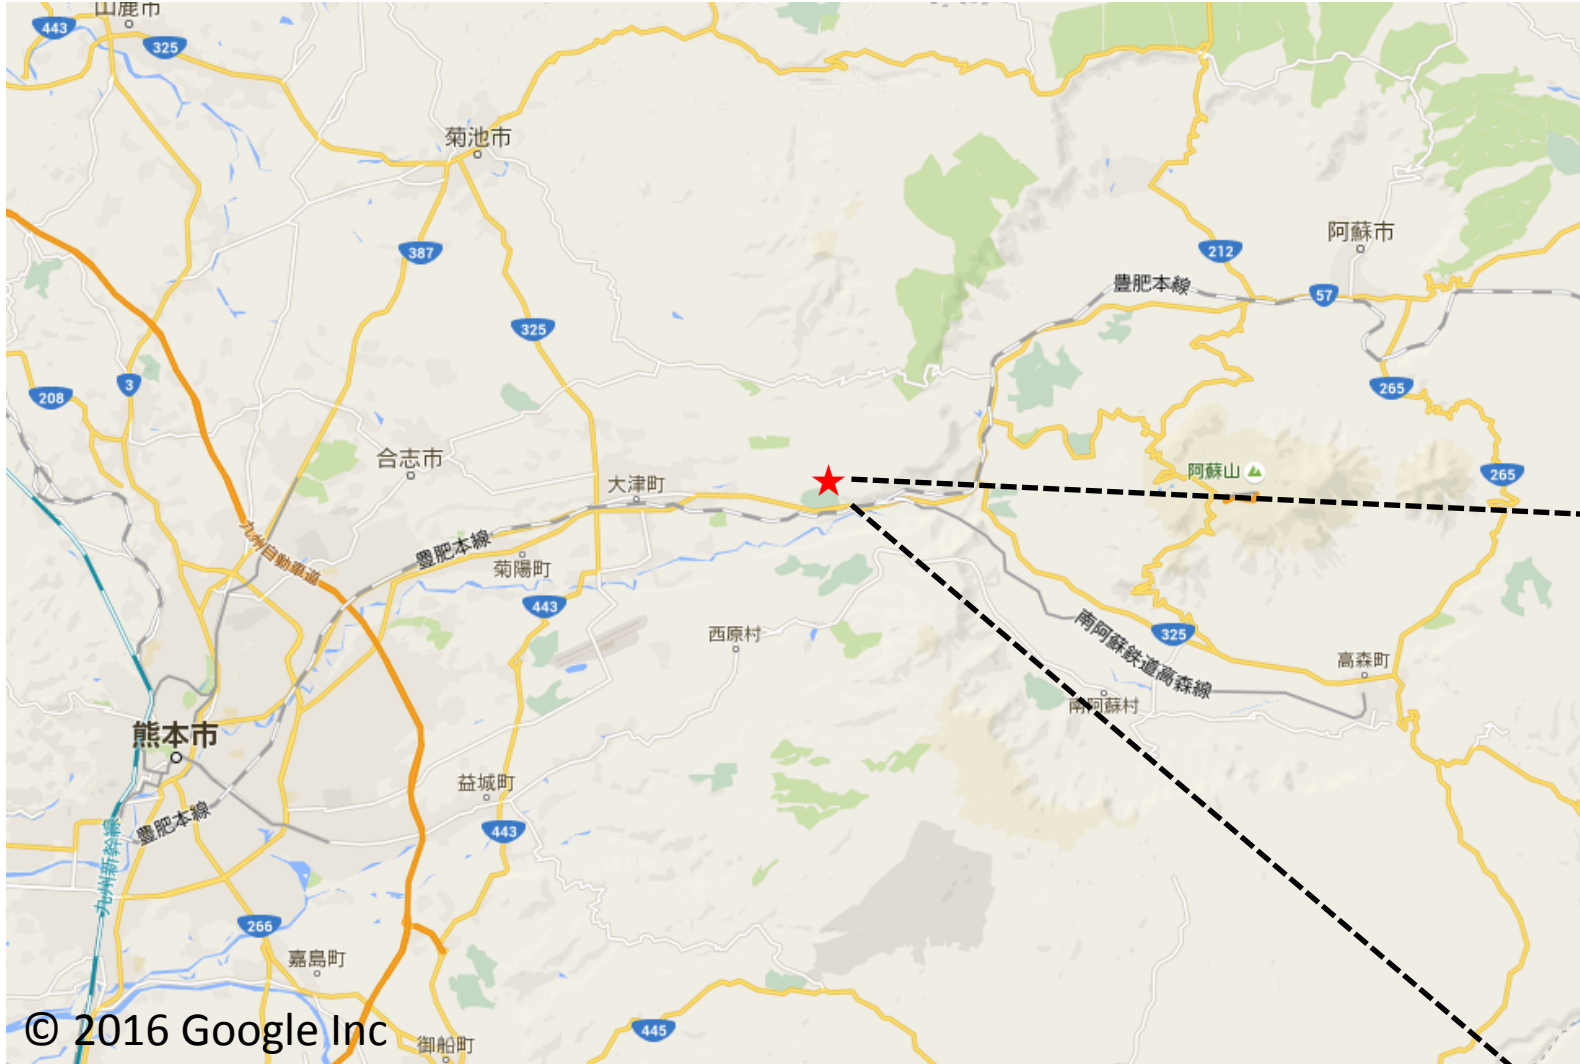 山鹿市
443
325
菊池市
387
212
阿蘇市
豊肥本線
57
325
3
208
265
合志市
大津町
阿蘇山
265
九州自動車道
豊肥本線
菊陽町
443
西原村
南阿蘇鉄道高森線
325
高森町
南阿蘇村
熊本市
益城町
豊肥本線
443
九州新幹線
266
嘉島町
445
御船町
© 2016 Google Inc